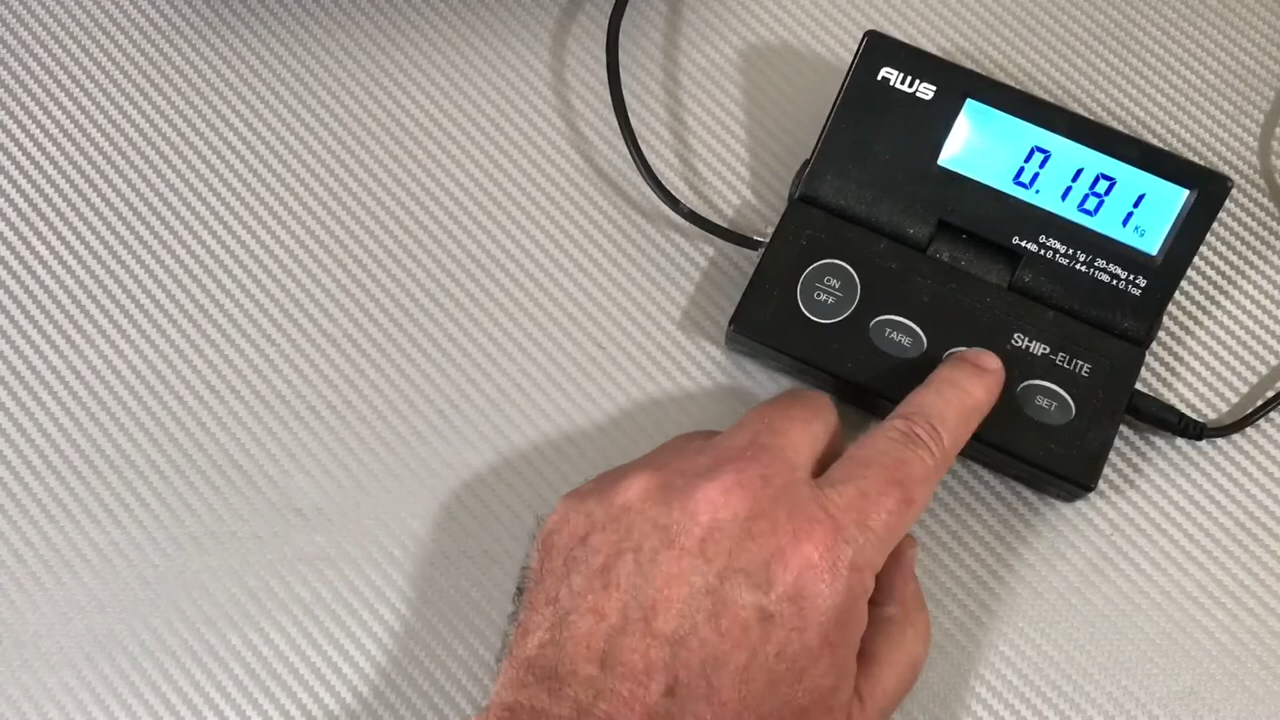 AWS
0.181 Kg
0-20kg x 1g / 20-50kg x 2g
0-44lb x 0.1oz / 44-110lb x 0.1oz
ON
OFF
TARE
SHIP-ELITE
SET